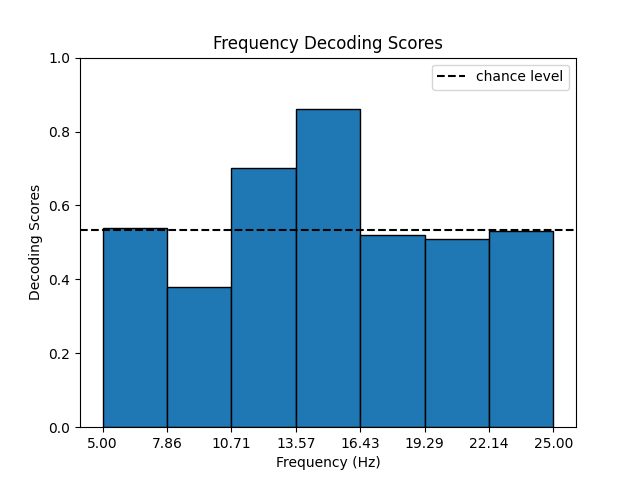 Frequency Decoding Scores
chance level
1.0
0.8
0.6
0.4
0.2
0.0
Decoding Scores
5.00 7.86 10.71 13.57 16.43 19.29 22.14 25.00
Frequency (Hz)